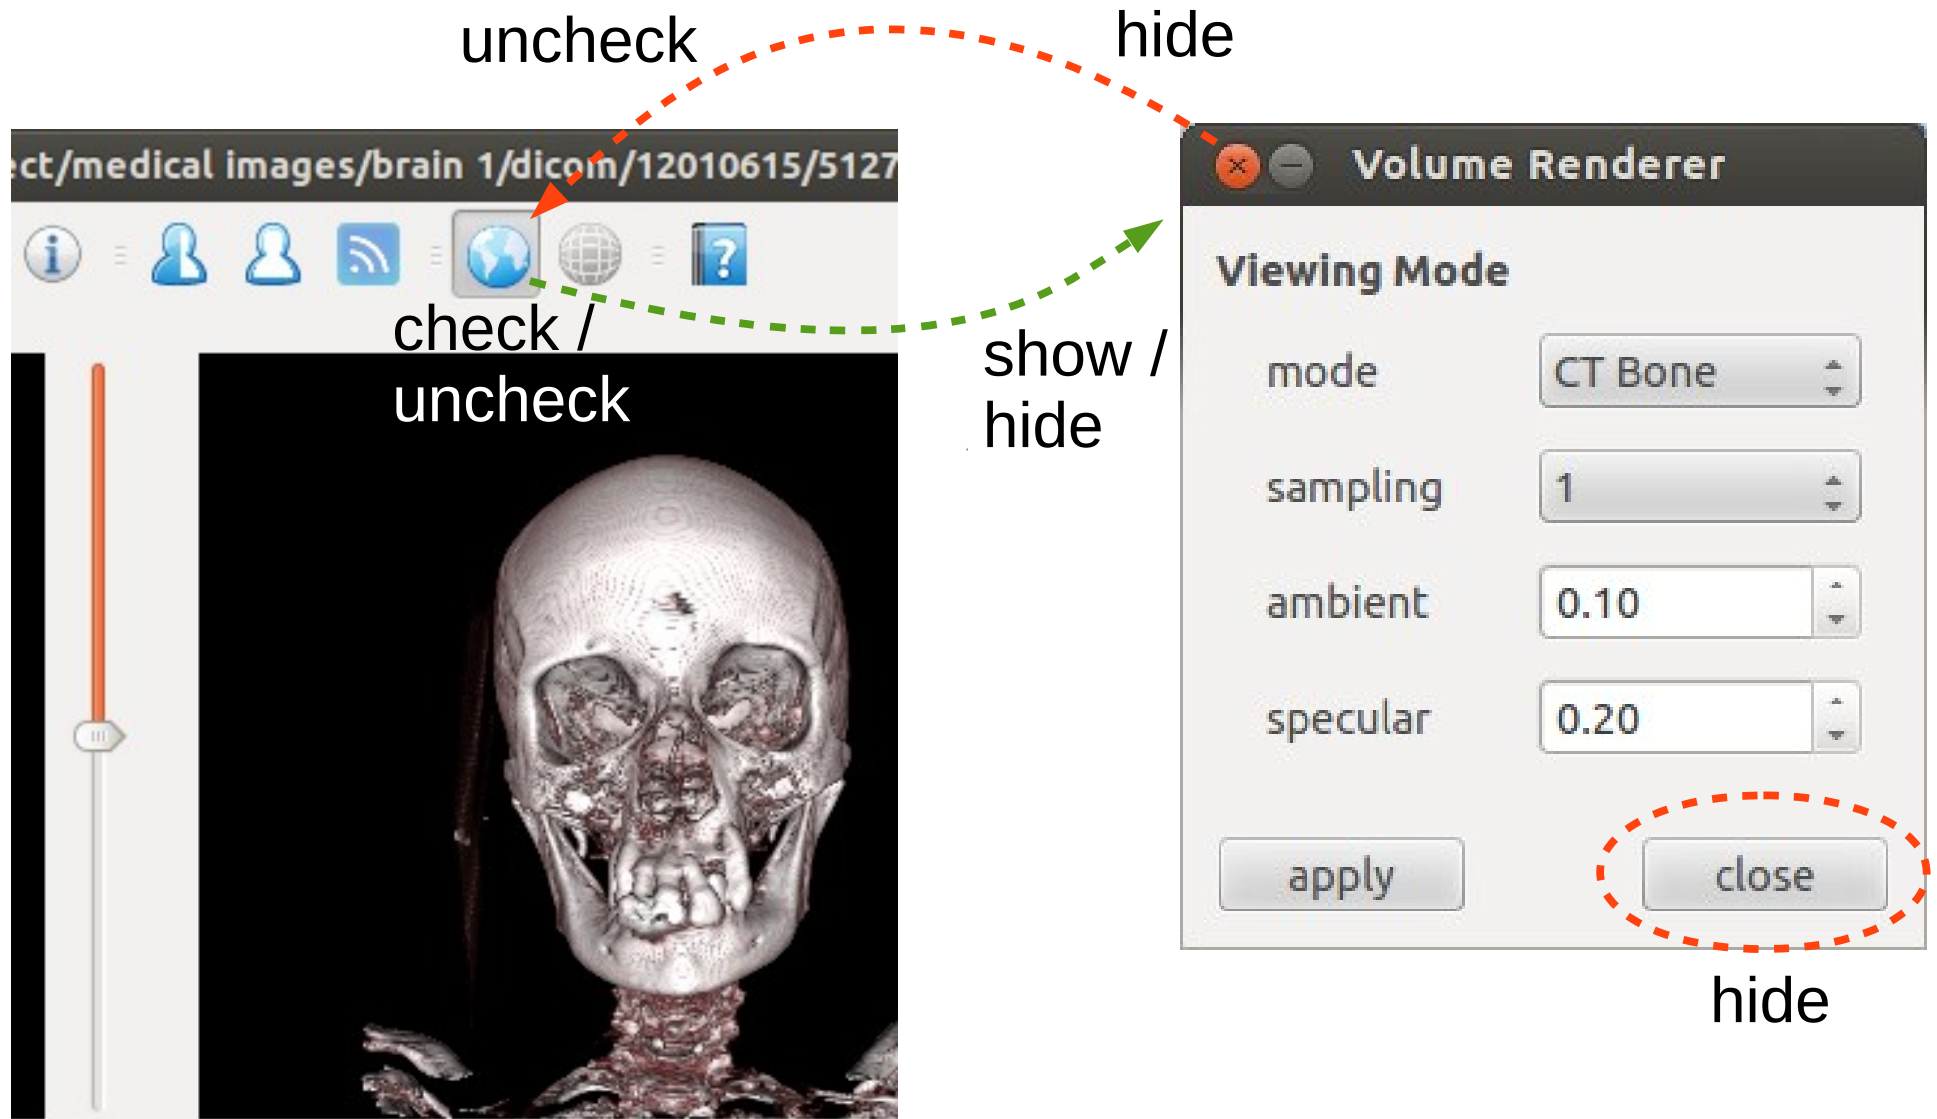 uncheck
hide
ect/medical images/brain 1/dicom/12010615/5127
Volume Renderer
i
?
check /
uncheck
show /
hide
Viewing Mode
mode
CT Bone
sampling
1
ambient
0.10
specular
0.20
apply
close
hide